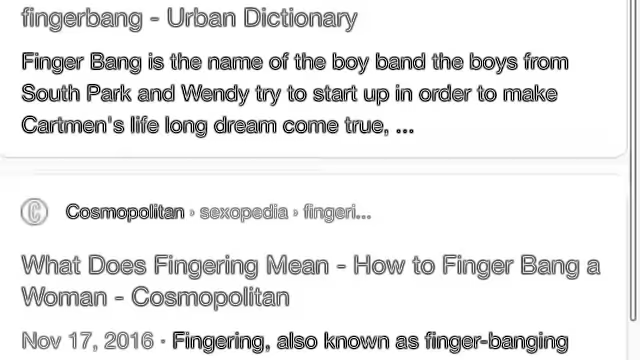 fingerbang - Urban Dictionary
Finger Bang is the name of the boy band the boys from
South Park and Wendy try to start up in order to make
Cartmen's life long dream come true, ...
Cosmopolitan › sexopedia › fingeri...
What Does Fingering Mean - How to Finger Bang a
Woman - Cosmopolitan
Nov 17, 2016 · Fingering, also known as finger-banging